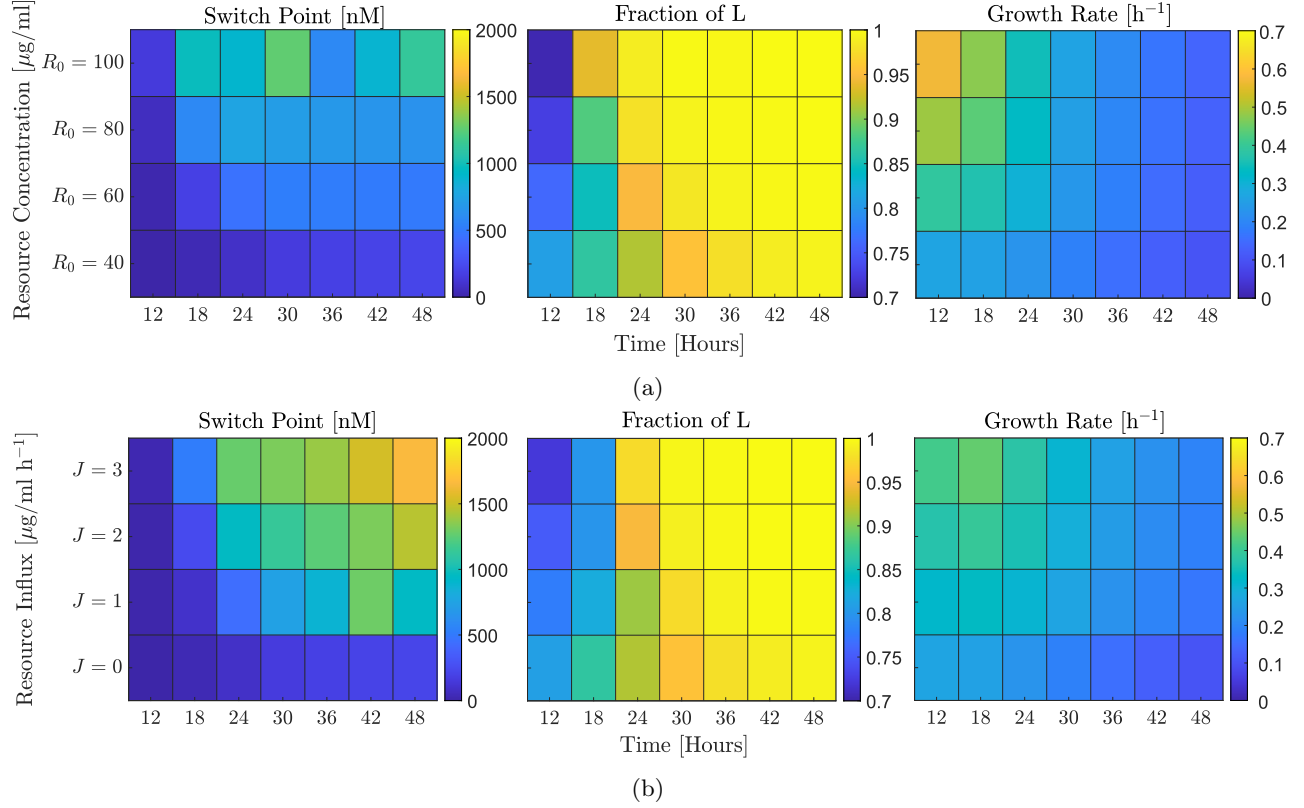 Switch Point [nM]
Fraction of L
Growth Rate [h⁻¹]
Resource Concentration [μg/ml]
R₀ = 100
R₀ = 80
R₀ = 60
R₀ = 40
2000
1500
1000
500
0
1
0.95
0.9
0.85
0.8
0.75
0.7
0.95
0.85
0.75
0.7
0.6
0.5
0.4
0.3
0.2
0.1
0
12 18 24 30 36 42 48
12 18 24 30 36 42 48
12 18 24 30 36 42 48
Time [Hours]
(a)
Switch Point [nM]
Fraction of L
Growth Rate [h⁻¹]
Resource Influx [μg/ml h⁻¹]
J = 3
J = 2
J = 1
J = 0
2000
1500
1000
500
0
1
0.95
0.9
0.85
0.8
0.75
0.7
0.7
0.6
0.5
0.4
0.3
0.2
0.1
0
12 18 24 30 36 42 48
12 18 24 30 36 42 48
12 18 24 30 36 42 48
Time [Hours]
(b)